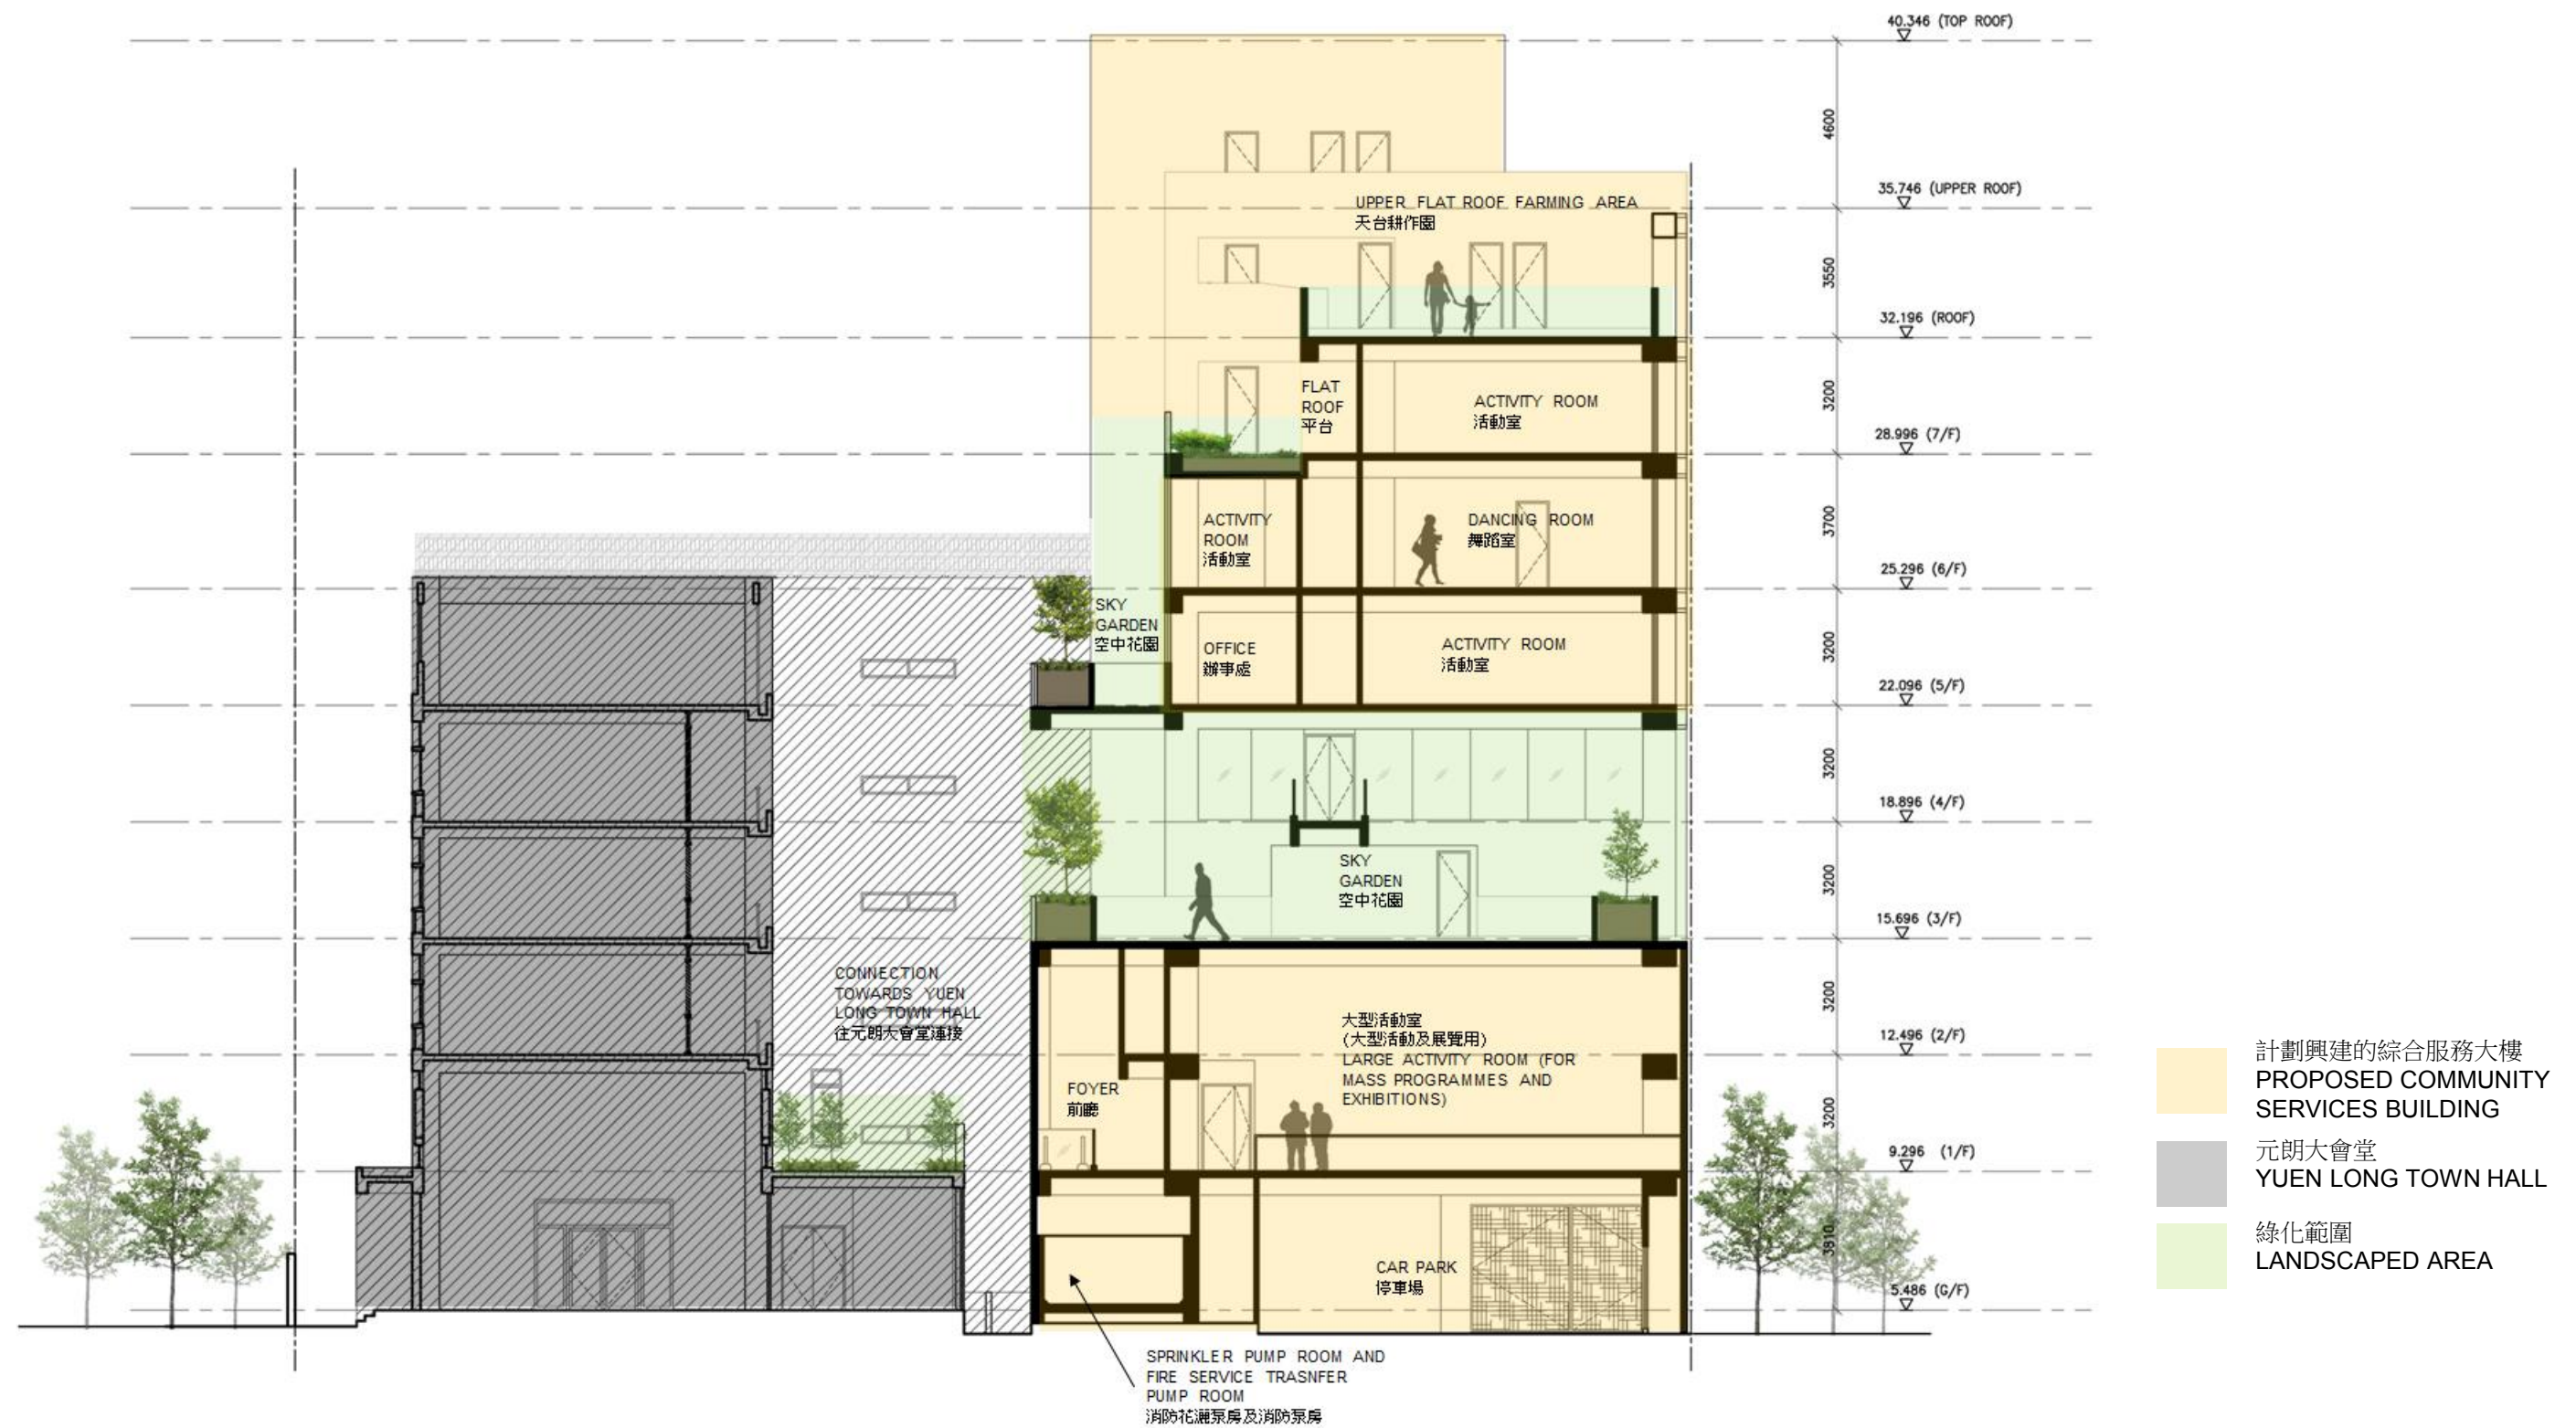 40.346 (TOP ROOF)
4600
35.746 (UPPER ROOF)
UPPER FLAT ROOF FARMING AREA
天台耕作園
3550
32.196 (ROOF)
FLAT
ROOF
平台
ACTIVITY ROOM
活動室
3200
28.996 (7/F)
ACTIVITY
ROOM
活動室
DANCING ROOM
舞蹈室
3700
25.296 (6/F)
SKY
GARDEN
空中花園
OFFICE
辦事處
ACTIVITY ROOM
活動室
3200
22.096 (5/F)
3200
18.896 (4/F)
SKY
GARDEN
空中花園
3200
15.696 (3/F)
CONNECTION
TOWARDS YUEN
LONG TOWN HALL
往元朗大會堂連接
3200
大型活動室
(大型活動及展覽用)
LARGE ACTIVITY ROOM (FOR
MASS PROGRAMMES AND
EXHIBITIONS)
12.496 (2/F)
FOYER
前廳
3200
9.296 (1/F)
CAR PARK
停車場
3810
5.486 (G/F)
SPRINKLER PUMP ROOM AND
FIRE SERVICE TRASNFER
PUMP ROOM
消防花灑泵房及消防泵房
計劃興建的綜合服務大樓
PROPOSED COMMUNITY
SERVICES BUILDING
元朗大會堂
YUEN LONG TOWN HALL
綠化範圍
LANDSCAPED AREA